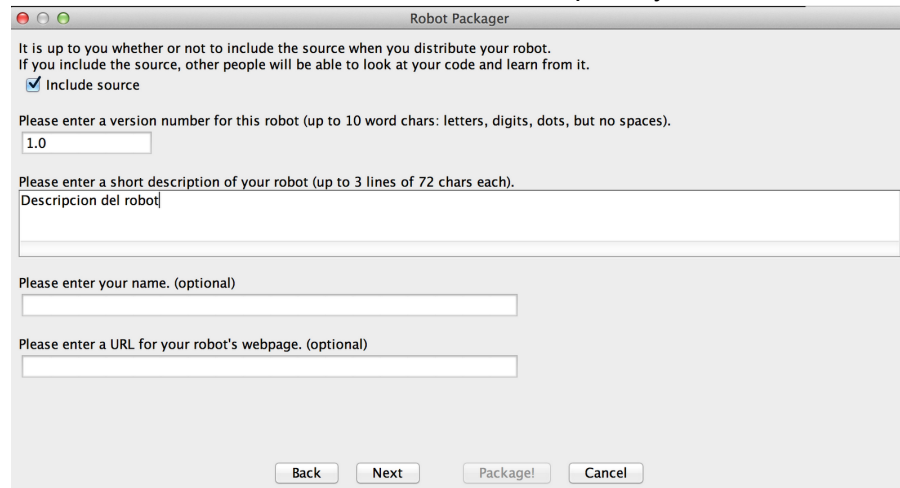 Robot Packager
It is up to you whether or not to include the source when you distribute your robot.
If you include the source, other people will be able to look at your code and learn from it.
Include source
Please enter a version number for this robot (up to 10 word chars: letters, digits, dots, but no spaces).
1.0
Please enter a short description of your robot (up to 3 lines of 72 chars each).
Descripcion del robot
Please enter your name. (optional)
Please enter a URL for your robot's webpage. (optional)
Back Next Package! Cancel